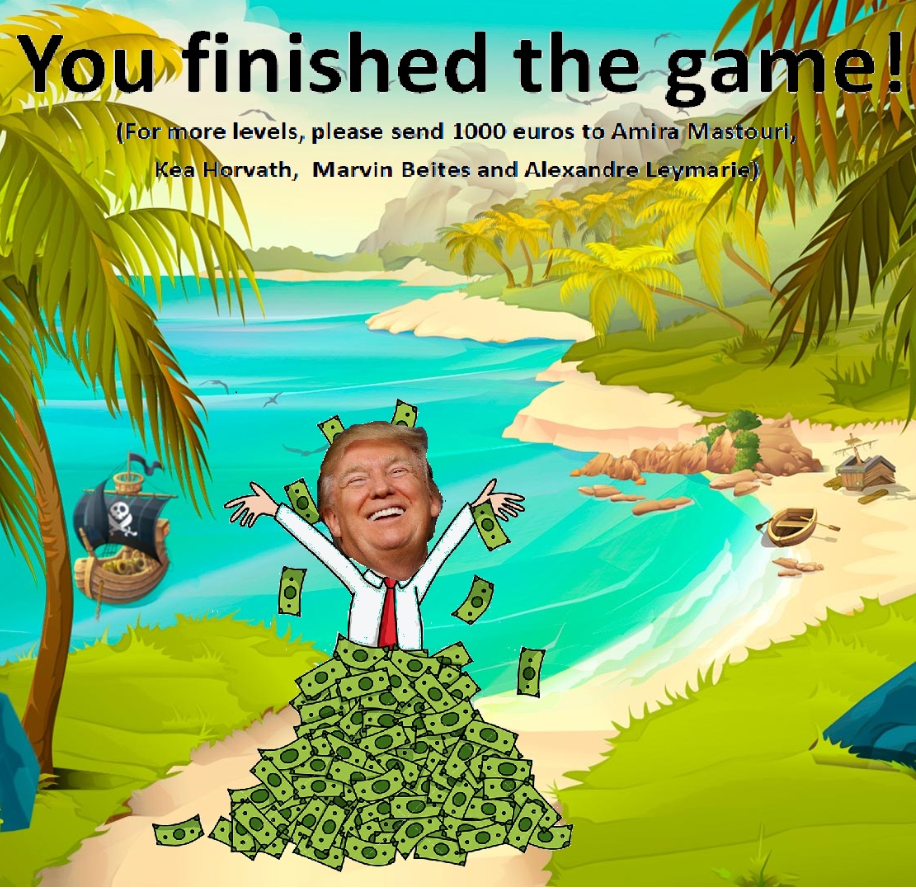 You finished the game!
(For more levels, please send 1000 euros to Amira Mastouri,
Kea Horvath, Marvin Beites and Alexandre Leymarie)